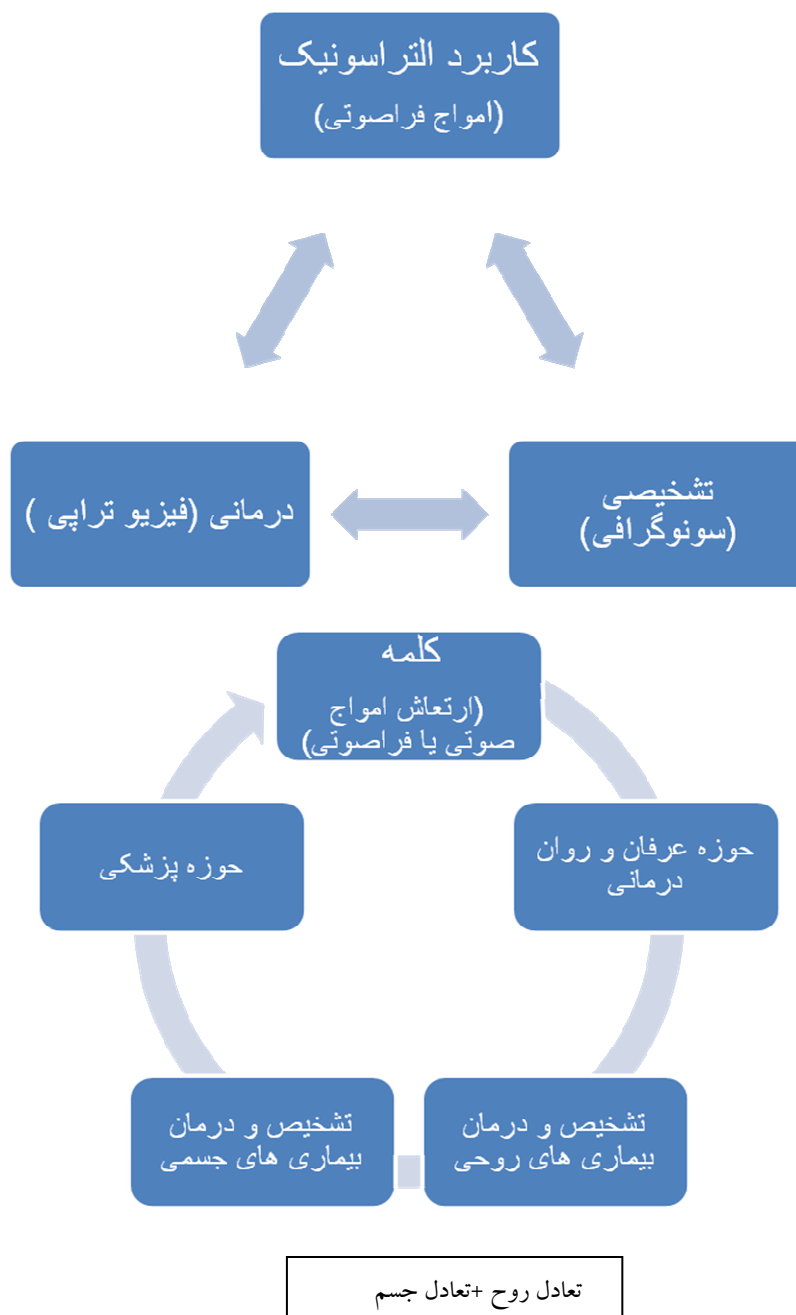 کاربرد التراسونیک
(امواج فراصوتی)
تشخیصی
(سونوگرافی)
درمانی (فیزیو تراپی )
کلمه
(ارتعاش امواج
صوتی یا فراصوتی)
حوزه عرفان و روان
درمانی
حوزه پزشکی
تشخیص و درمان
بیماری های روحی
تشخیص و درمان
بیماری های جسمی
تعادل روح +تعادل جسم